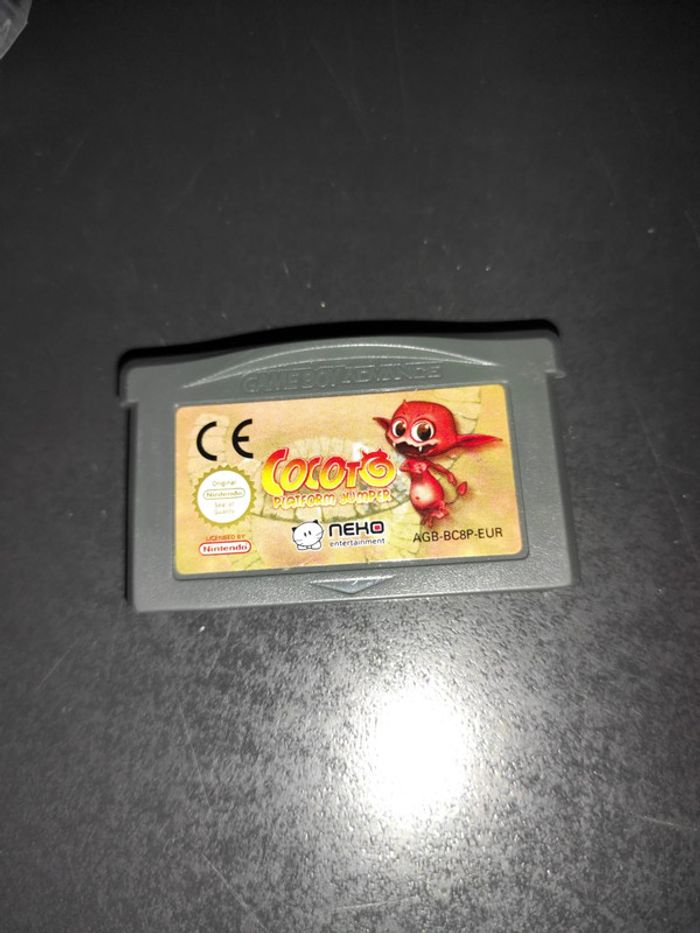 GAME BOY ADVANCE
CE
COCOTO
PLATFORM JUMPER
Original
Nintendo
Seal of
Quality
LICENSED BY
Nintendo
NEKO
entertainment
AGB-BC8P-EUR